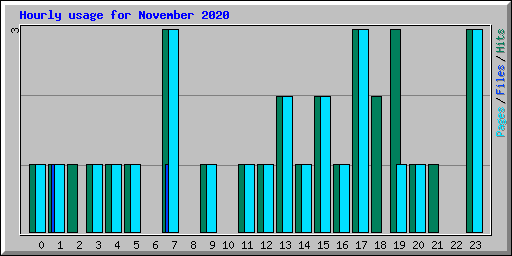 Hourly usage for November 2020
3
Pages / Files / Hits
0 1 2 3 4 5 6 7 8 9 10 11 12 13 14 15 16 17 18 19 20 21 22 23